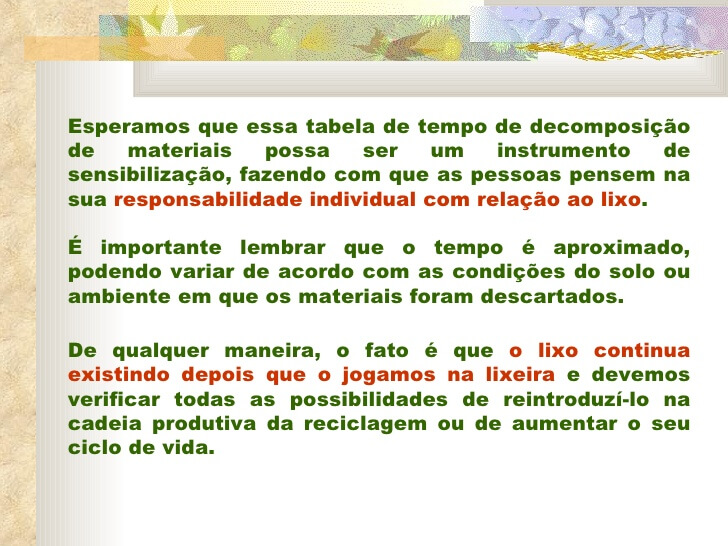 Esperamos que essa tabela de tempo de decomposição
de materiais possa ser um instrumento de
sensibilização, fazendo com que as pessoas pensem na
sua responsabilidade individual com relação ao lixo.
É importante lembrar que o tempo é aproximado,
podendo variar de acordo com as condições do solo ou
ambiente em que os materiais foram descartados.
De qualquer maneira, o fato é que o lixo continua
existindo depois que o jogamos na lixeira e devemos
verificar todas as possibilidades de reintroduzí-lo na
cadeia produtiva da reciclagem ou de aumentar o seu
ciclo de vida.